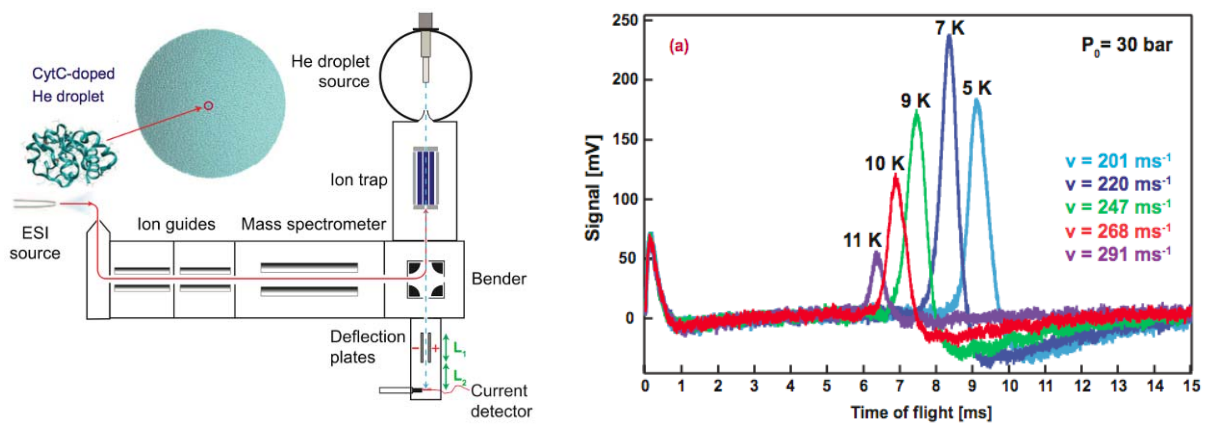 CytC-doped
He droplet
He droplet
source
Ion trap
ESI
source
Ion guides
Mass spectrometer
Bender
Deflection
plates
− +
L₁
L₂
Current
detector
(a)
P₀= 30 bar
7 K
5 K
9 K
10 K
11 K
v = 201 ms⁻¹
v = 220 ms⁻¹
v = 247 ms⁻¹
v = 268 ms⁻¹
v = 291 ms⁻¹
Signal [mV]
250
200
150
100
50
0
0 1 2 3 4 5 6 7 8 9 10 11 12 13 14 15
Time of flight [ms]